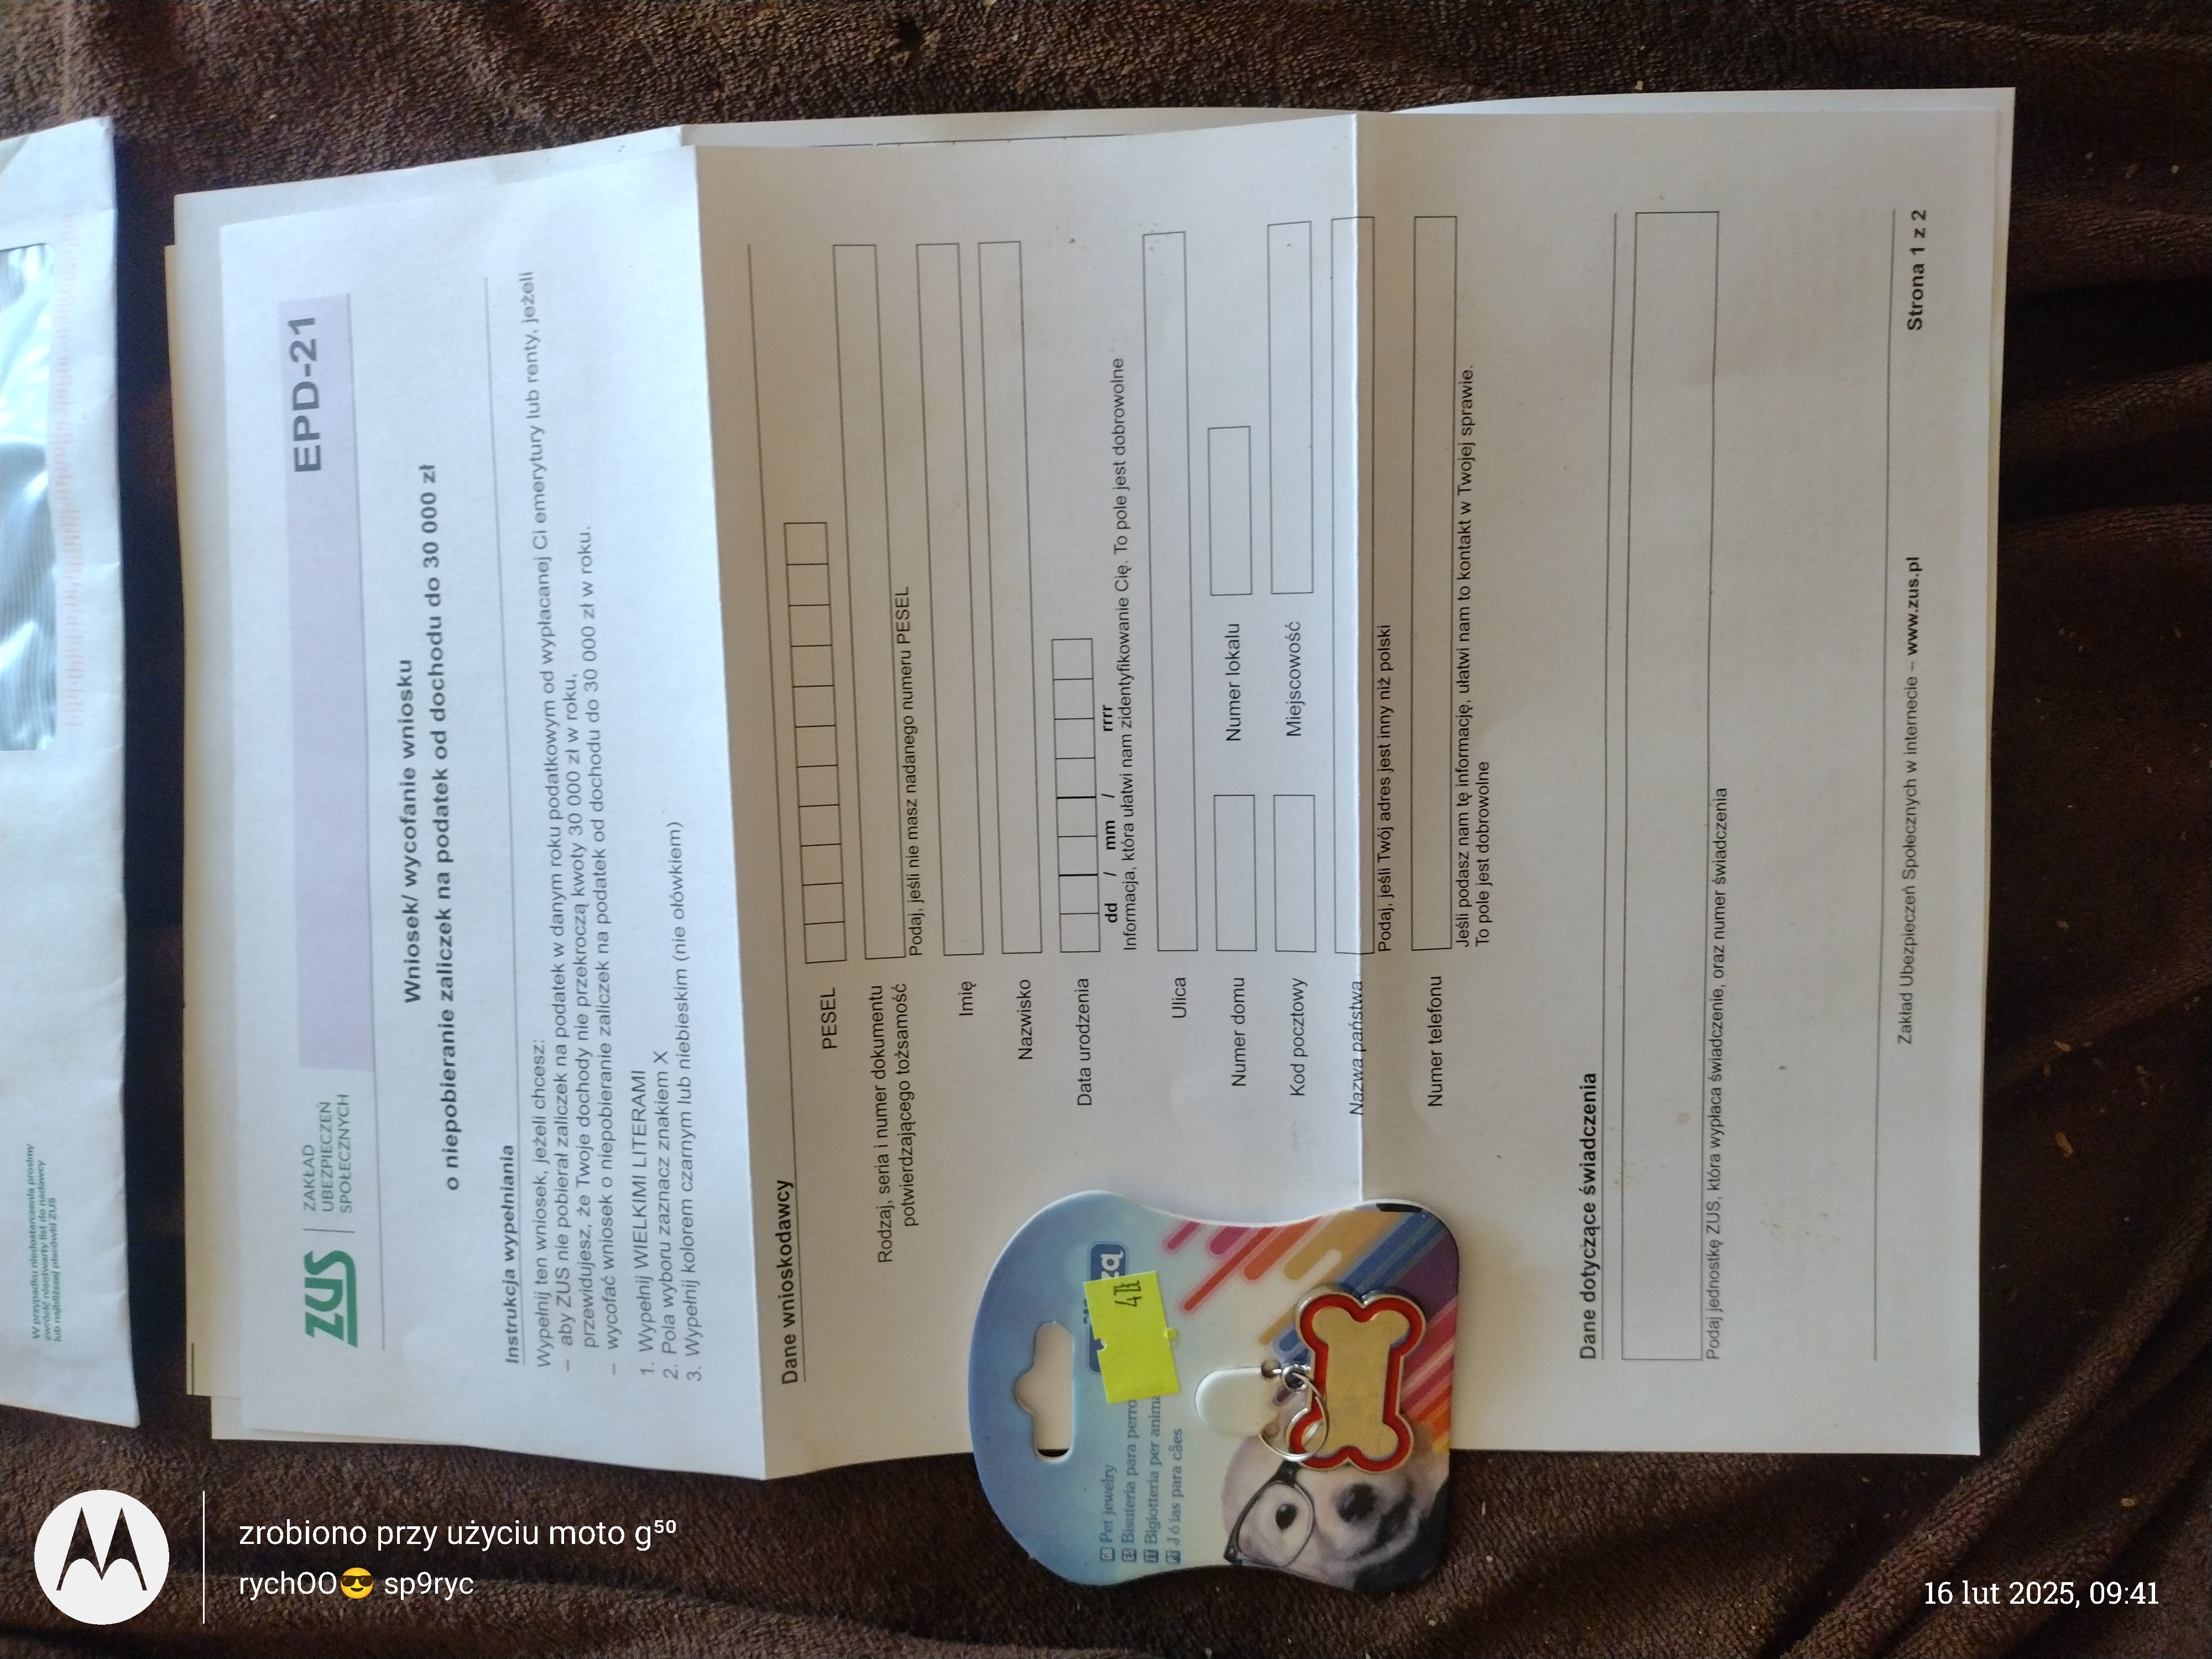 W przypadku niedostarczenia prosimy
zwrócić nieotwarty list do nadawcy
lub najbliższej placówki ZUS
ZUS
ZAKŁAD
UBEZPIECZEŃ
SPOŁECZNYCH
EPD-21
Wniosek/ wycofanie wniosku
o niepobieranie zaliczek na podatek od dochodu do 30 000 zł
Instrukcja wypełniania
Wypełnij ten wniosek, jeżeli chcesz:
– aby ZUS nie pobierał zaliczek na podatek w danym roku podatkowym od wypłacanej Ci emerytury lub renty, jeżeli
przewidujesz, że Twoje dochody nie przekroczą kwoty 30 000 zł w roku,
– wycofać wniosek o niepobieranie zaliczek na podatek od dochodu do 30 000 zł w roku.
1. Wypełnij WIELKIMI LITERAMI
2. Pola wyboru zaznacz znakiem X
3. Wypełnij kolorem czarnym lub niebieskim (nie ołówkiem)
Dane wnioskodawcy
PESEL
Rodzaj, seria i numer dokumentu
potwierdzającego tożsamość
Podaj, jeśli nie masz nadanego numeru PESEL
Imię
Nazwisko
Data urodzenia
dd / mm / rrrr
Informacja, która ułatwi nam zidentyfikowanie Cię. To pole jest dobrowolne
Ulica
Numer domu
Numer lokalu
Kod pocztowy
Miejscowość
Nazwa państwa
Podaj, jeśli Twój adres jest inny niż polski
Numer telefonu
Jeśli podasz nam tę informację, ułatwi nam to kontakt w Twojej sprawie.
To pole jest dobrowolne
Dane dotyczące świadczenia
Podaj jednostkę ZUS, która wypłaca świadczenie, oraz numer świadczenia
Zakład Ubezpieczeń Społecznych w internecie – www.zus.pl
Strona 1 z 2
za
4zł
Pet jewelry
Bisuteria para perro
Bigiotteria per anima
Jóias para cães
zrobiono przy użyciu moto g⁵⁰
rychOO😎 sp9ryc
16 lut 2025, 09:41